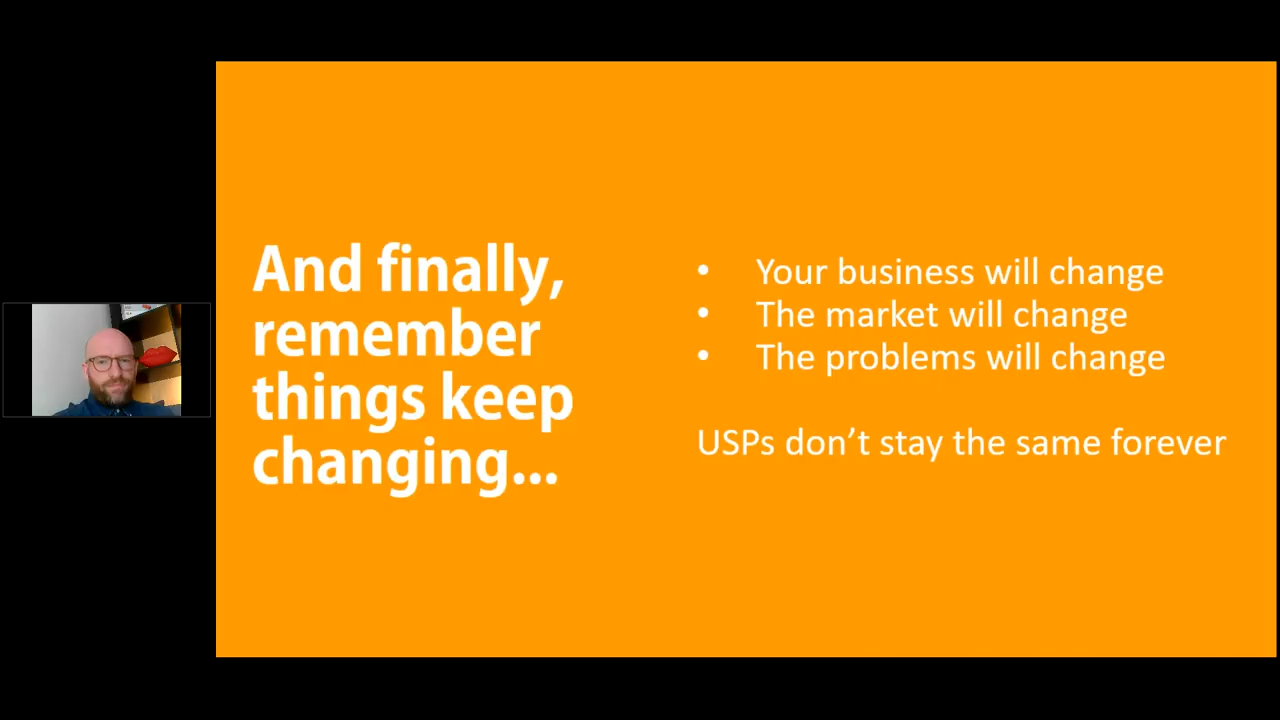 And finally,
remember
things keep
changing...
• Your business will change
• The market will change
• The problems will change
USPs don’t stay the same forever